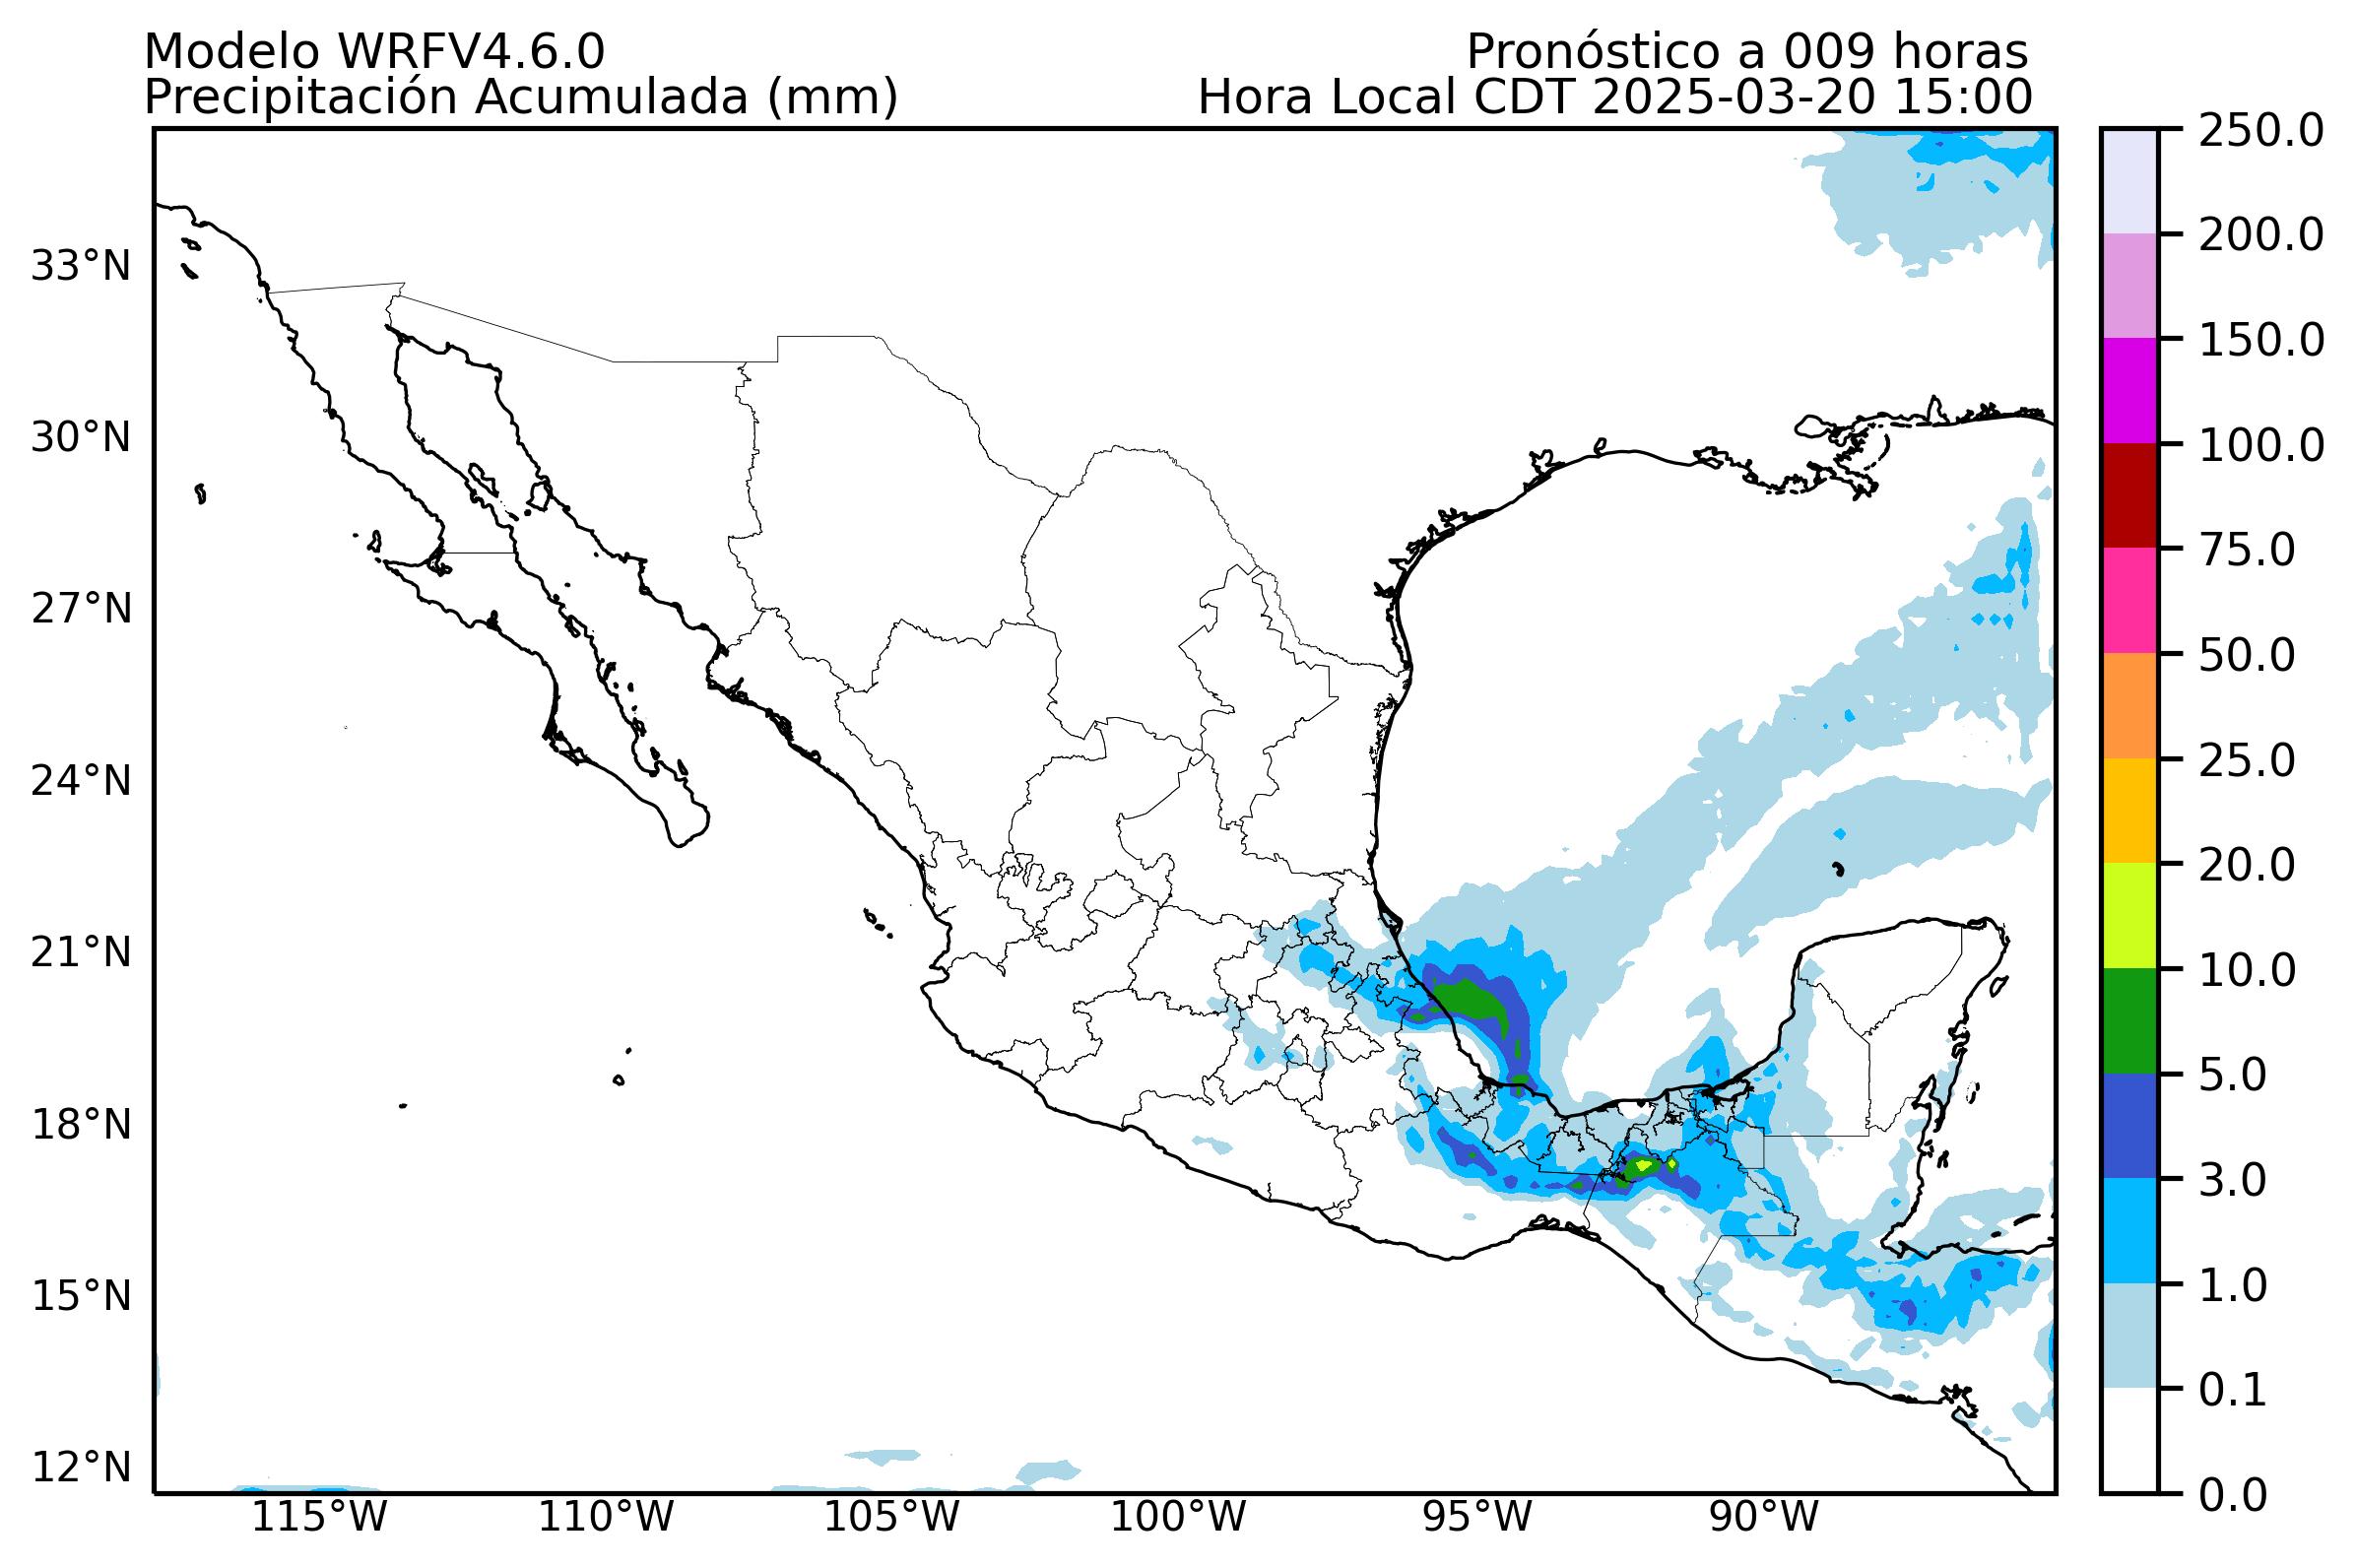 Modelo WRFV4.6.0
Pronóstico a 009 horas
Precipitación Acumulada (mm)
Hora Local CDT 2025-03-20 15:00
33°N
30°N
27°N
24°N
21°N
18°N
15°N
12°N
115°W
110°W
105°W
100°W
95°W
90°W
250.0
200.0
150.0
100.0
75.0
50.0
25.0
20.0
10.0
5.0
3.0
1.0
0.1
0.0